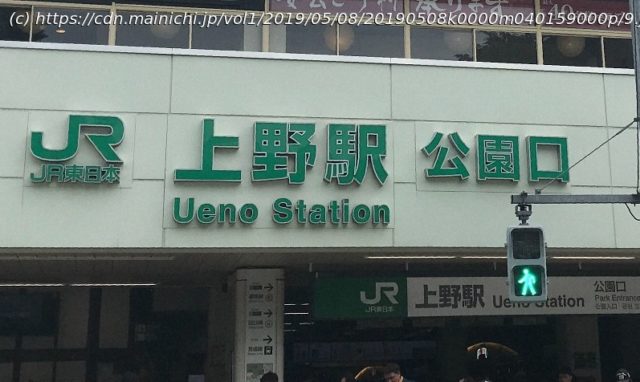 (c) https://cdn.mainichi.jp/vol1/2019/05/08/20190508k0000m040159000p/9
JR
JR東日本
上野駅 公園口
Ueno Station
JR
JR東日本
上野駅 Ueno Station
公園口
Park Entrance